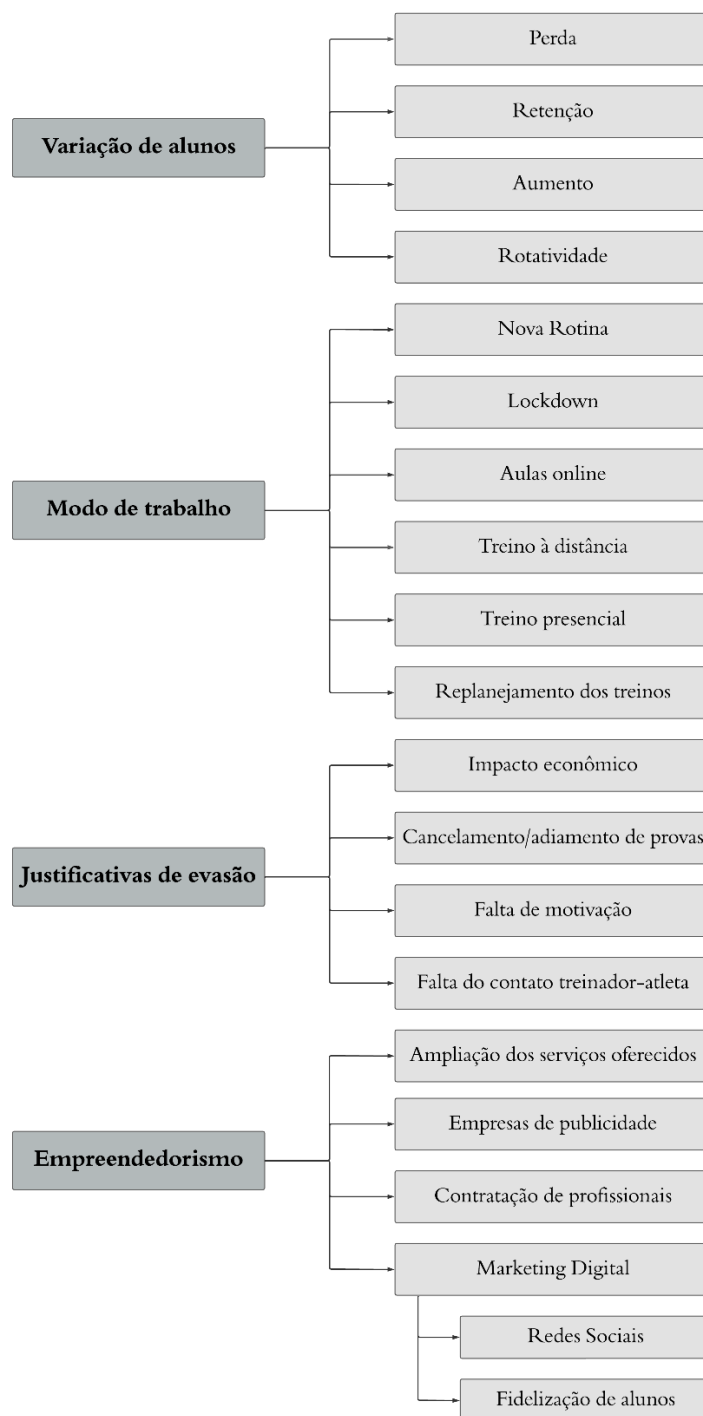 Variação de alunos
Perda
Retenção
Aumento
Rotatividade
Modo de trabalho
Nova Rotina
Lockdown
Aulas online
Treino à distância
Treino presencial
Replanejamento dos treinos
Justificativas de evasão
Impacto econômico
Cancelamento/adiamento de provas
Falta de motivação
Falta do contato treinador-atleta
Empreendedorismo
Ampliação dos serviços oferecidos
Empresas de publicidade
Contratação de profissionais
Marketing Digital
Redes Sociais
Fidelização de alunos